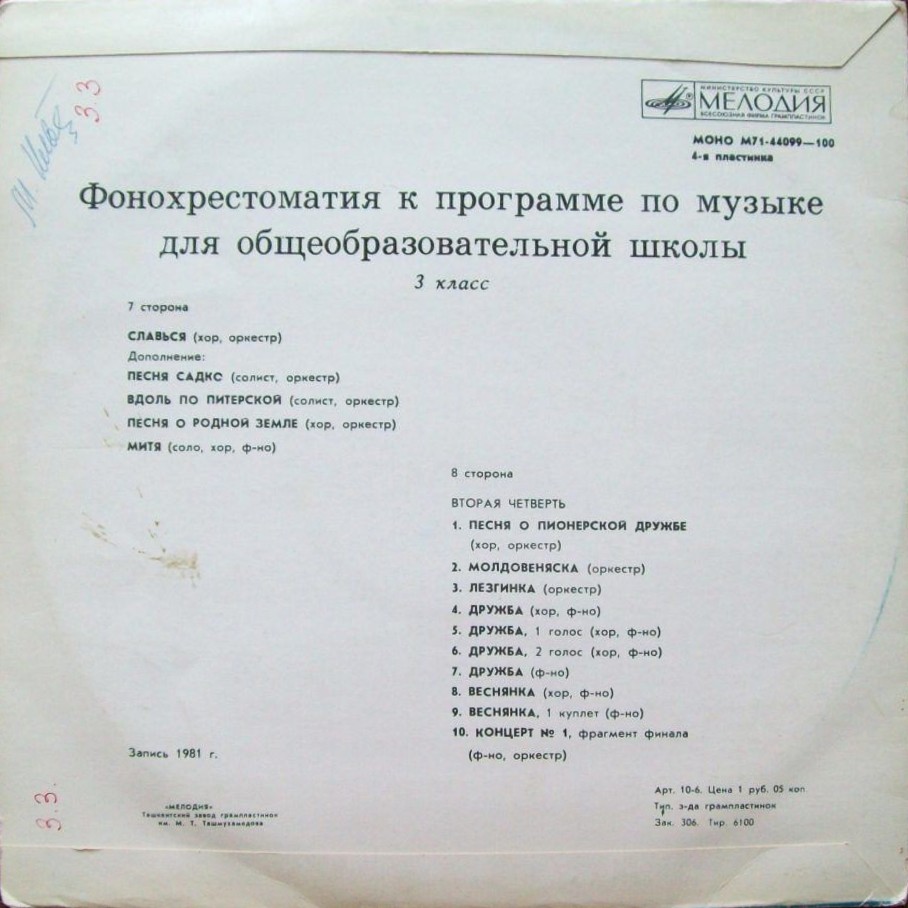 3.3
МИНИСТЕРСТВО КУЛЬТУРЫ СССР
МЕЛОДИЯ
ВСЕСОЮЗНАЯ ФИРМА ГРАМПЛАСТИНОК
МОНО М71-44099—100
4-я пластинка
Фонохрестоматия к программе по музыке
для общеобразовательной школы
3 класс
7 сторона
СЛАВЬСЯ (хор, оркестр)
Дополнение:
ПЕСНЯ САДКО (солист, оркестр)
ВДОЛЬ ПО ПИТЕРСКОЙ (солист, оркестр)
ПЕСНЯ О РОДНОЙ ЗЕМЛЕ (хор, оркестр)
МИТЯ (соло, хор, ф-но)
8 сторона
ВТОРАЯ ЧЕТВЕРТЬ
1. ПЕСНЯ О ПИОНЕРСКОЙ ДРУЖБЕ
(хор, оркестр)
2. МОЛДОВЕНЯСКА (оркестр)
3. ЛЕЗГИНКА (оркестр)
4. ДРУЖБА (хор, ф-но)
5. ДРУЖБА, 1 голос (хор, ф-но)
6. ДРУЖБА, 2 голос (хор, ф-но)
7. ДРУЖБА (ф-но)
8. ВЕСНЯНКА (хор, ф-но)
9. ВЕСНЯНКА, 1 куплет (ф-но)
10. КОНЦЕРТ № 1, фрагмент финала
(ф-но, оркестр)
Запись 1981 г.
3.3.
«МЕЛОДИЯ»
Ташкентский завод грампластинок
им. М. Т. Ташмухамедова
Арт. 10-6. Цена 1 руб. 05 коп
Тип. з-да грампластинок
Зак. 306. Тир. 6100